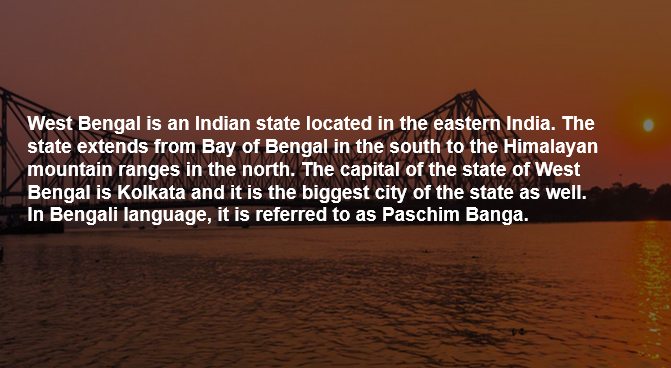 West Bengal is an Indian state located in the eastern India. The
state extends from Bay of Bengal in the south to the Himalayan
mountain ranges in the north. The capital of the state of West
Bengal is Kolkata and it is the biggest city of the state as well.
In Bengali language, it is referred to as Paschim Banga.